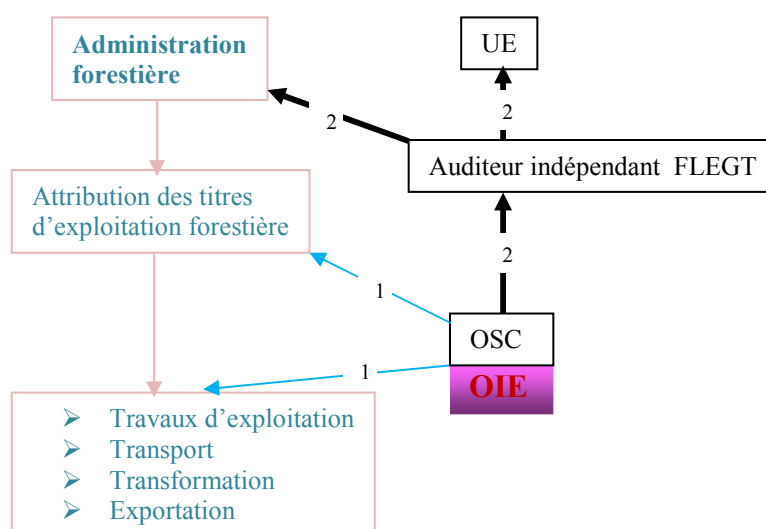 Administration
forestière
UE
2
2
Auditeur indépendant FLEGT
Attribution des titres
d'exploitation forestière
2
1
OSC
OIE
1
Travaux d'exploitation
Transport
Transformation
Exportation